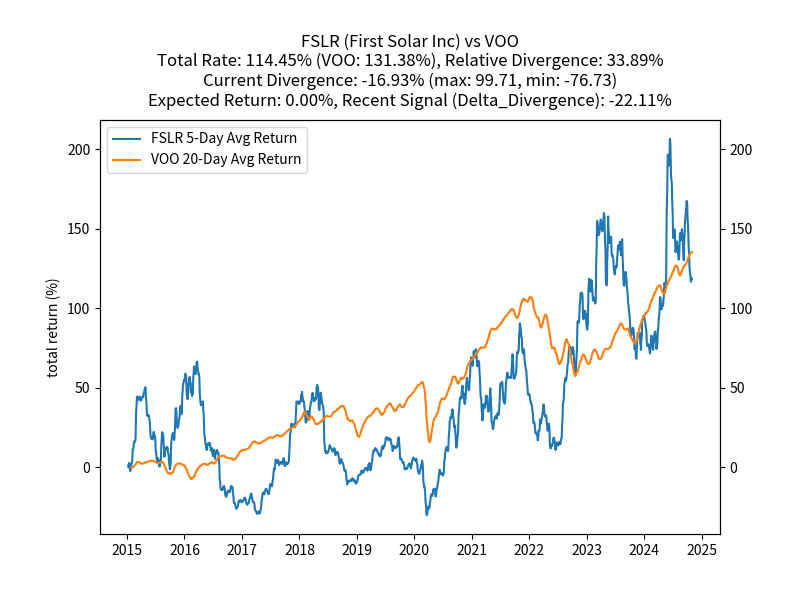 FSLR (First Solar Inc) vs VOO
Total Rate: 114.45% (VOO: 131.38%), Relative Divergence: 33.89%
Current Divergence: -16.93% (max: 99.71, min: -76.73)
Expected Return: 0.00%, Recent Signal (Delta_Divergence): -22.11%
FSLR 5-Day Avg Return
VOO 20-Day Avg Return
total return (%)
200
150
100
50
0
200
150
100
50
0
2015 2016 2017 2018 2019 2020 2021 2022 2023 2024 2025